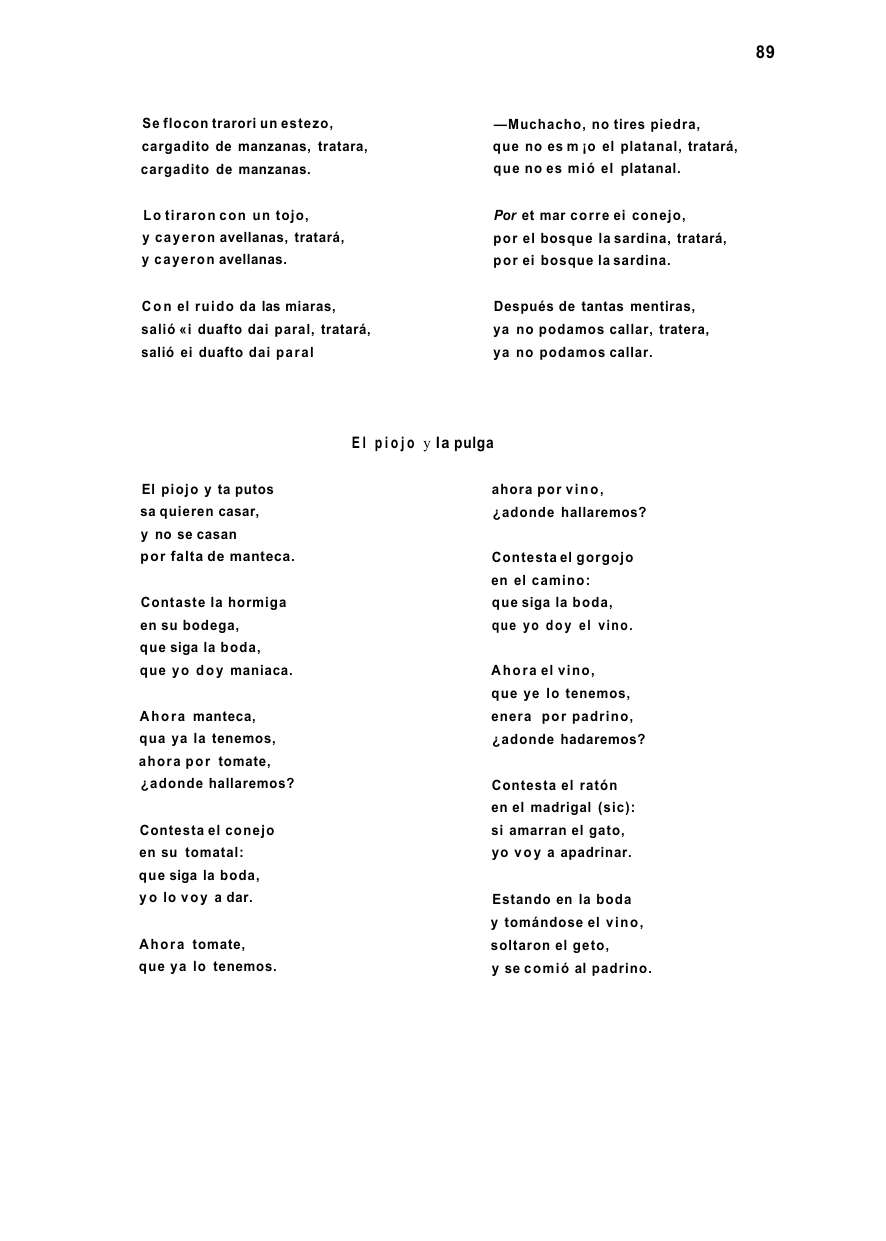 89
Se flocon trarori un estezo,
cargadito de manzanas, tratara,
cargadito de manzanas.
Lo tiraron con un tojo,
y cayeron avellanas, tratará,
y cayeron avellanas.
Con el ruido da las miaras,
salió «i duafto dai paral, tratará,
salió ei duafto dai paral
—Muchacho, no tires piedra,
que no es m ¡o el platanal, tratará,
que no es mió el platanal.
Por et mar corre ei conejo,
por el bosque la sardina, tratará,
por ei bosque la sardina.
Después de tantas mentiras,
ya no podamos callar, tratera,
ya no podamos callar.
El piojo y la pulga
El piojo y ta putos
sa quieren casar,
y no se casan
por falta de manteca.
Contaste la hormiga
en su bodega,
que siga la boda,
que yo doy maniaca.
Ahora manteca,
qua ya la tenemos,
ahora por tomate,
¿adonde hallaremos?
Contesta el conejo
en su tomatal:
que siga la boda,
yo lo voy a dar.
Ahora tomate,
que ya lo tenemos.
ahora por vino,
¿adonde hallaremos?
Contesta el gorgojo
en el camino:
que siga la boda,
que yo doy el vino.
Ahora el vino,
que ye lo tenemos,
enera por padrino,
¿adonde hadaremos?
Contesta el ratón
en el madrigal (sic):
si amarran el gato,
yo voy a apadrinar.
Estando en la boda
y tomándose el vino,
soltaron el geto,
y se comió al padrino.